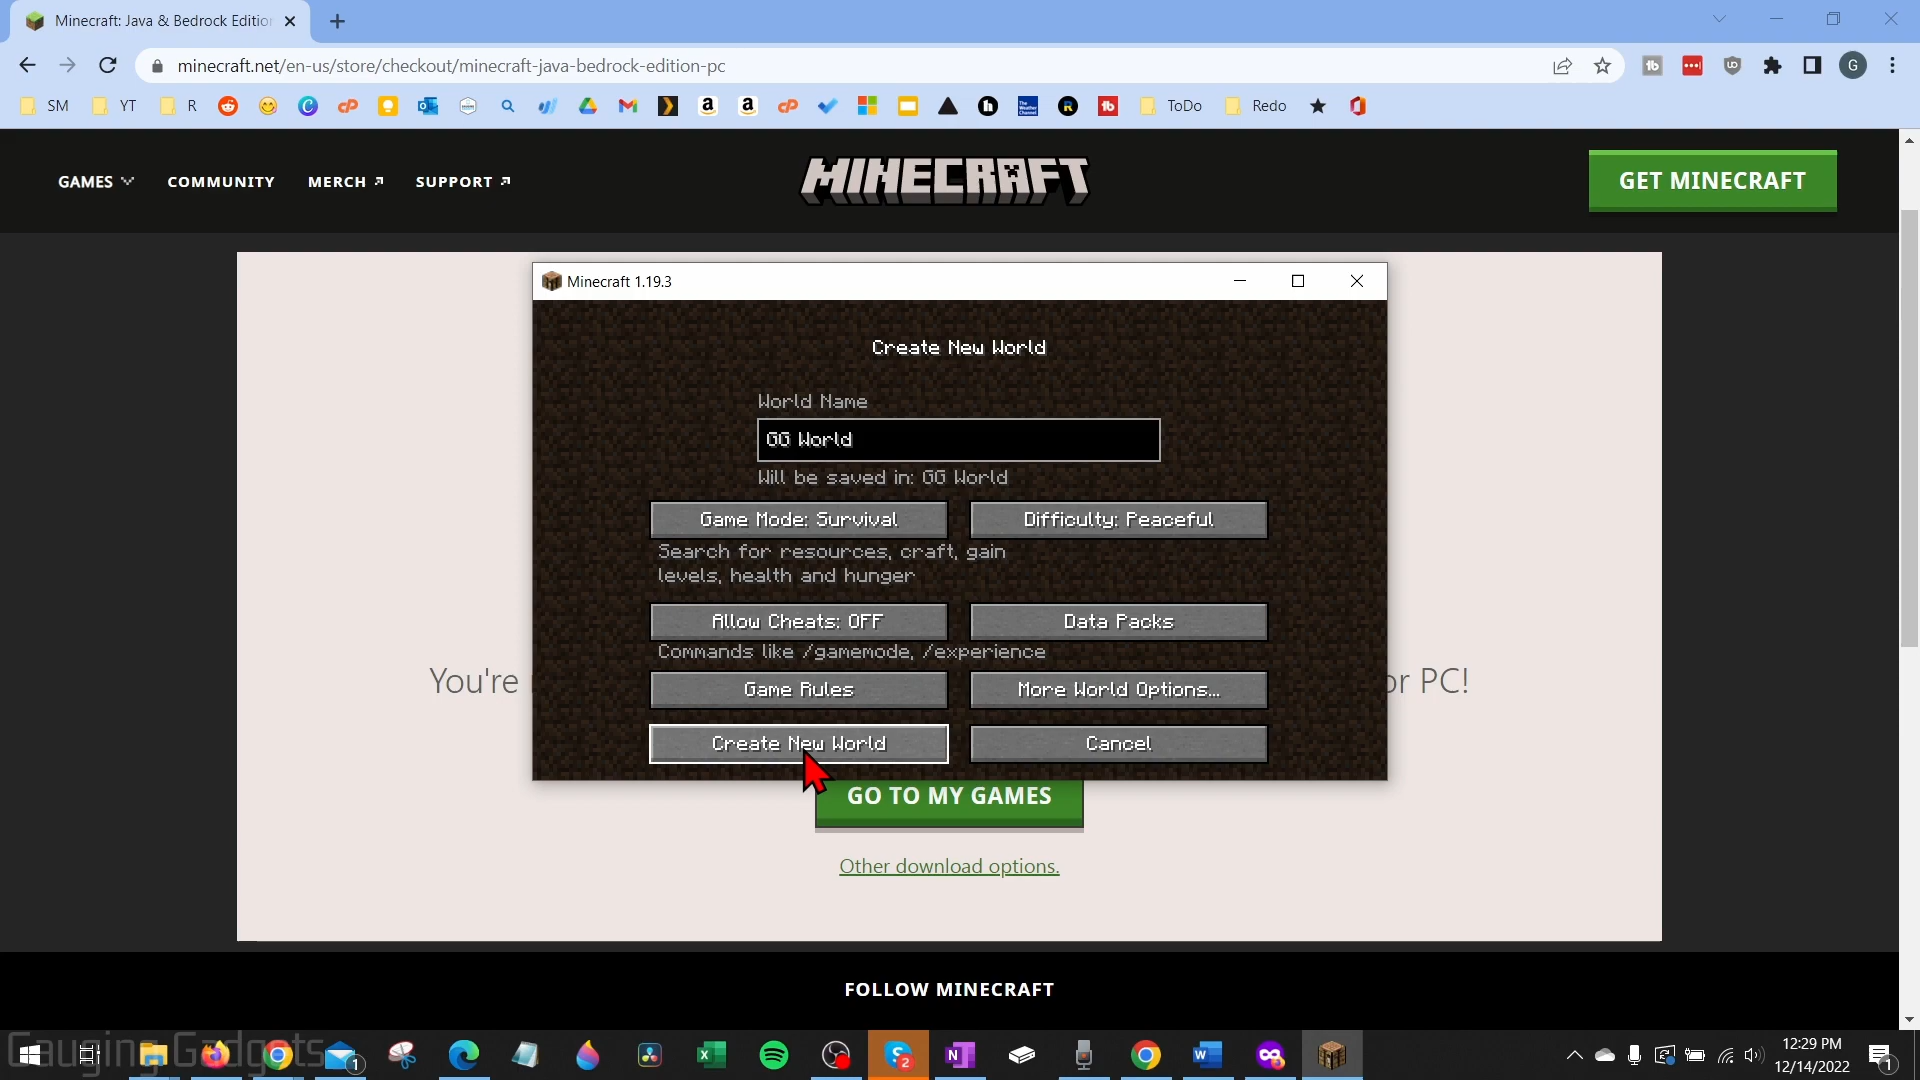 Minecraft: Java & Bedrock Edition
minecraft.net/en-us/store/checkout/minecraft-java-bedrock-edition-pc
SM
YT
R
ToDo
Redo
GAMES
COMMUNITY
MERCH
SUPPORT
MINECRAFT
GET MINECRAFT
Minecraft 1.19.3
Create New World
World Name
GG World
Will be saved in: GG World
Game Mode: Survival
Difficulty: Peaceful
Search for resources, craft, gain
levels, health and hunger
Allow Cheats: OFF
Data Packs
Commands like /gamemode, /experience
Game Rules
More World Options...
Create New World
Cancel
You're
or PC!
GO TO MY GAMES
Other download options.
FOLLOW MINECRAFT
Gauging Gadgets
12:29 PM
12/14/2022